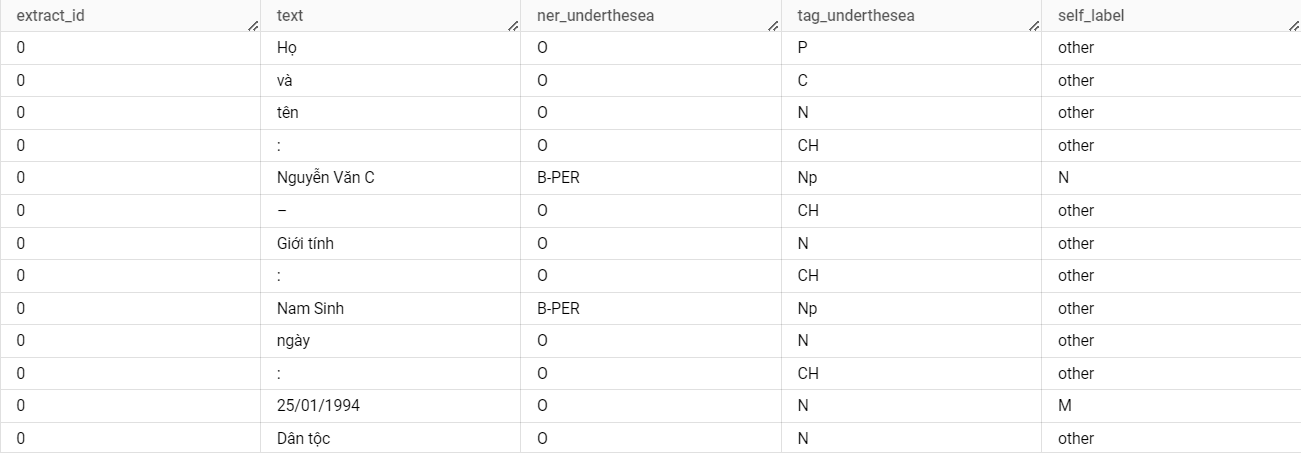 extract_id text ner_underthesea tag_underthesea self_label
0 Họ O P other
0 và O C other
0 tên O N other
0 : O CH other
0 Nguyễn Văn C B-PER Np N
0 – O CH other
0 Giới tính O N other
0 : O CH other
0 Nam Sinh B-PER Np other
0 ngày O N other
0 : O CH other
0 25/01/1994 O N M
0 Dân tộc O N other